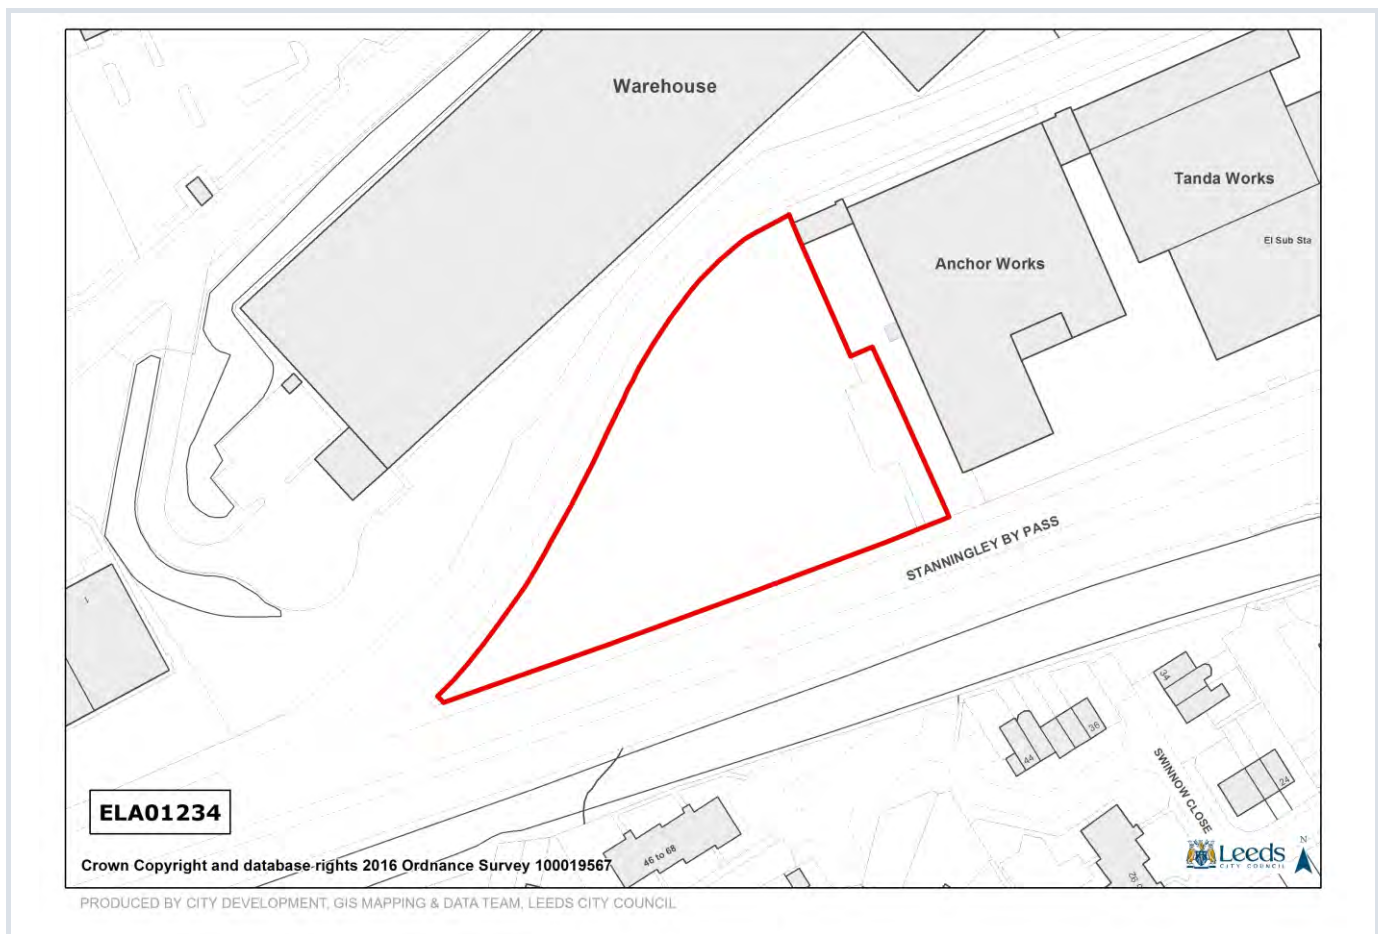 Warehouse
Tanda Works
El Sub Sta
Anchor Works
STANNINGLEY BY PASS
1
34
36
44
24
SWINNOW CLOSE
46 to 68
ELA01234
Crown Copyright and database rights 2016 Ordnance Survey 100019567
Leeds
CITY COUNCIL
N
PRODUCED BY CITY DEVELOPMENT, GIS MAPPING & DATA TEAM, LEEDS CITY COUNCIL